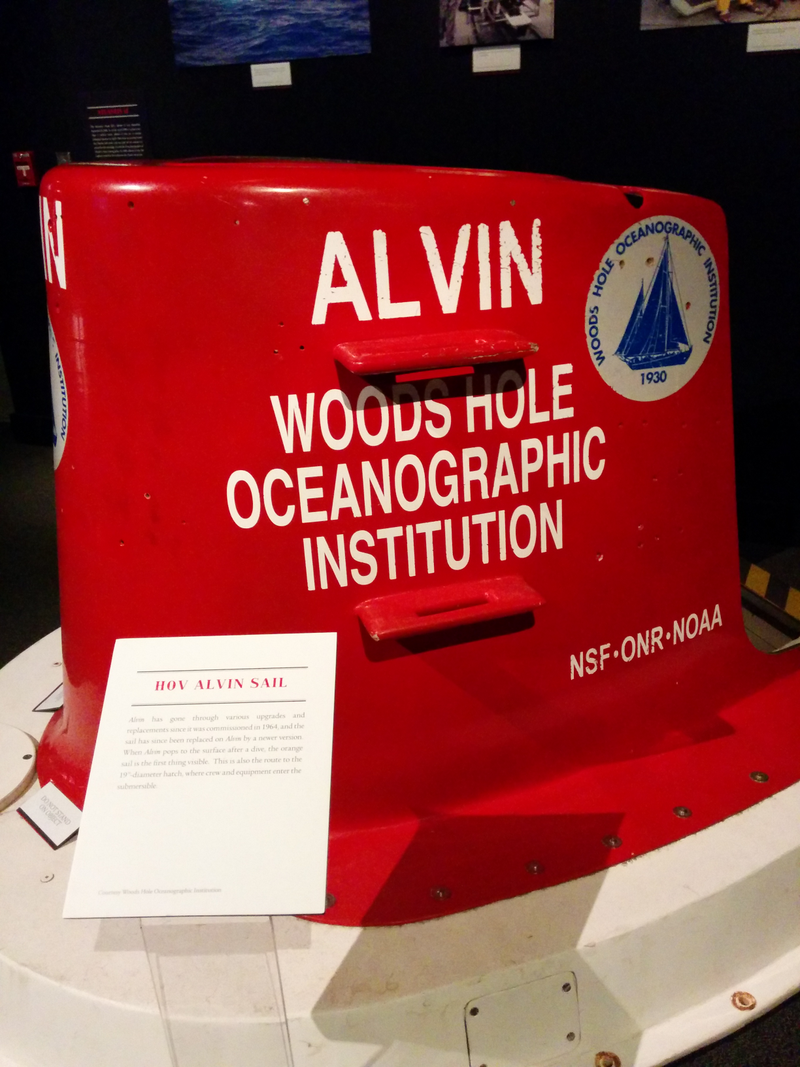 IN
ALVIN
WOODS HOLE OCEANOGRAPHIC INSTITUTION
1930
INSTITUTION
WOODS HOLE
OCEANOGRAPHIC
INSTITUTION
NSF•ONR•NOAA
HOV ALVIN SAIL
Alvin has gone through various upgrades and
replacements since it was commissioned in 1964, and the
sail has since been replaced on Alvin by a newer version.
When Alvin pops to the surface after a dive, the orange
sail is the first thing visible. This is also the route to the
19"-diameter hatch, where crew and equipment enter the
submersible.
Courtesy Woods Hole Oceanographic Institution